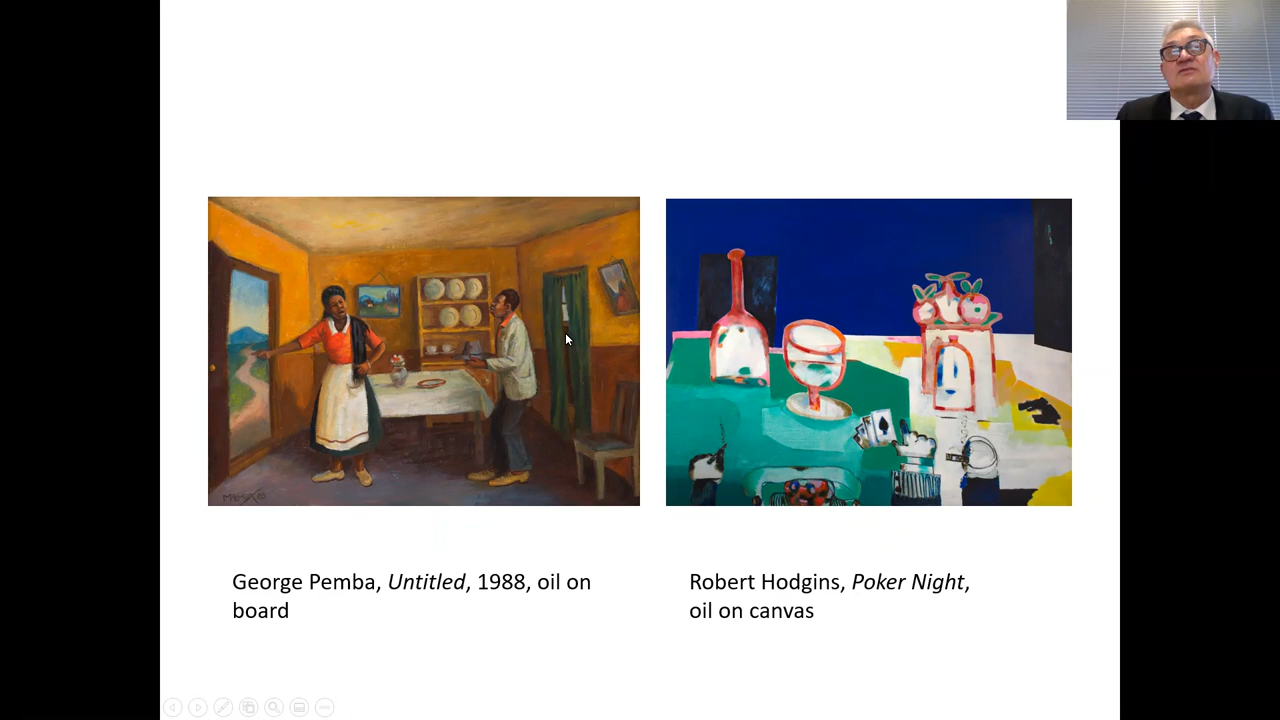 George Pemba, Untitled, 1988, oil on
board
Robert Hodgins, Poker Night,
oil on canvas